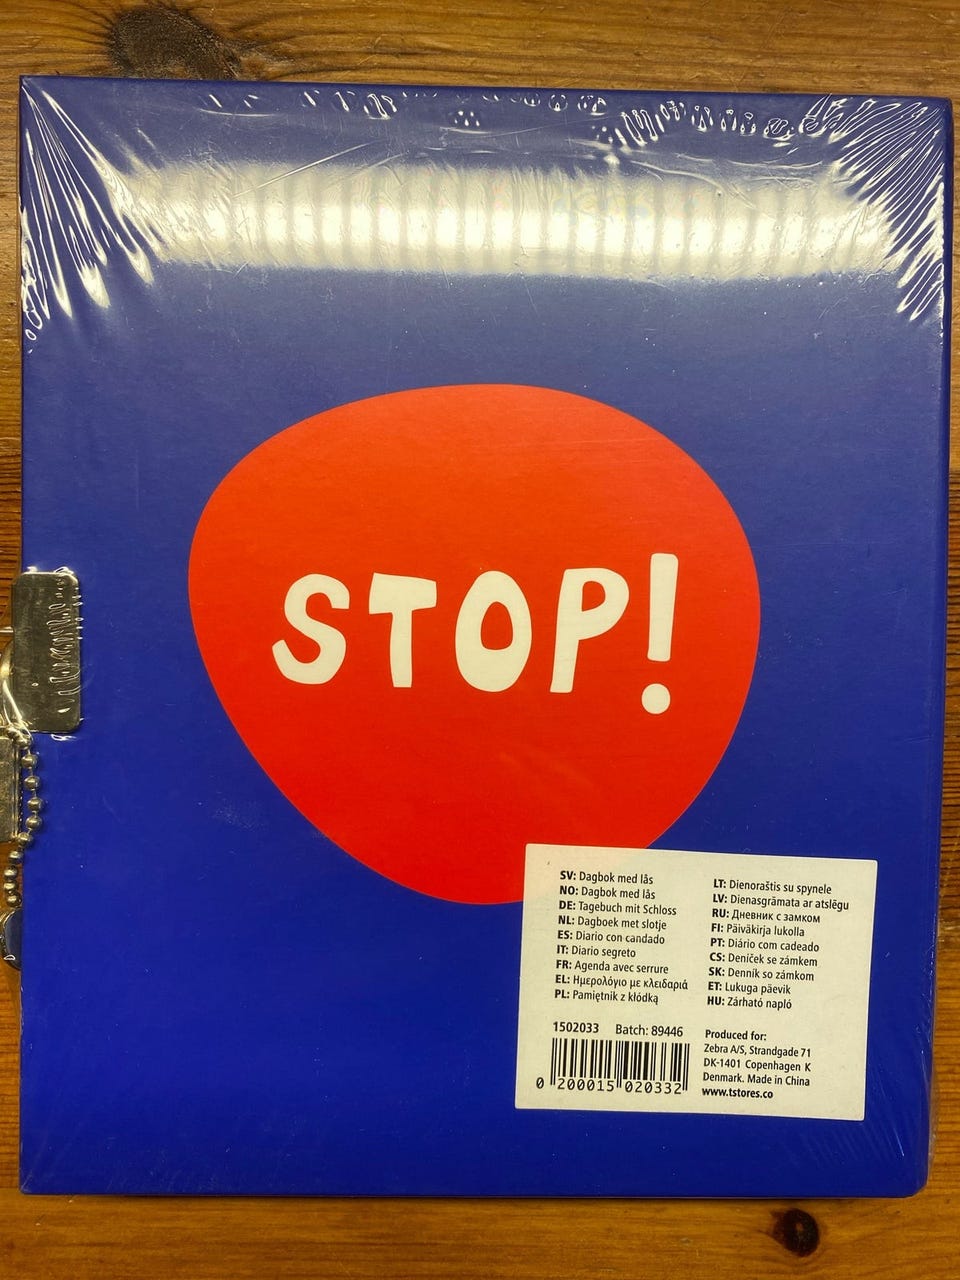 STOP!
SV: Dagbok med lås
NO: Dagbok med lås
DE: Tagebuch mit Schloss
NL: Dagboek met slotje
ES: Diario con candado
IT: Diario segreto
FR: Agenda avec serrure
EL: Ημερολόγιο με κλειδαριά
PL: Pamiętnik z kłódką
LT: Dienoraštis su spynele
LV: Dienasgrāmata ar atslēgu
RU: Дневник с замком
FI: Päiväkirja lukolla
PT: Diário com cadeado
CS: Deníček se zámkem
SK: Denník so zámkom
ET: Lukuga päevik
HU: Zárható napló
1502033 Batch: 89446
0 200015 020332
Produced for:
Zebra A/S, Strandgade 71
DK-1401 Copenhagen K
Denmark. Made in China
www.tstores.co